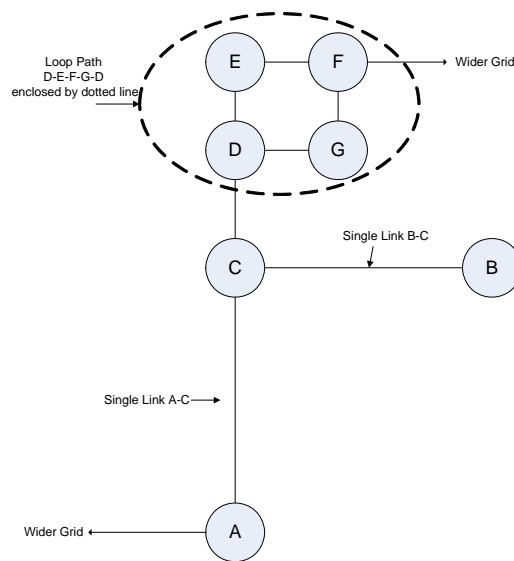 Loop Path
D-E-F-G-D
enclosed by dotted line
E
F
Wider Grid
D
G
Single Link B-C
C
B
Single Link A-C
Wider Grid
A